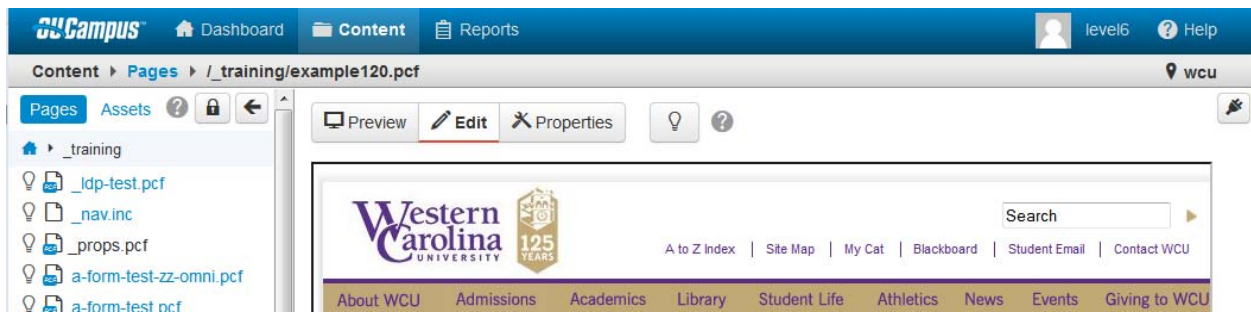 OU Campus™ Dashboard Content Reports level6 Help
Content Pages /_training/example120.pcf wcu
Pages Assets
Preview Edit Properties
_training
_ldp-test.pcf
_nav.inc
_props.pcf
a-form-test-zz-omni.pcf
a-form-test.pcf
Western
Carolina
UNIVERSITY
125
YEARS
Search
A to Z Index | Site Map | My Cat | Blackboard | Student Email | Contact WCU
About WCU Admissions Academics Library Student Life Athletics News Events Giving to WCU